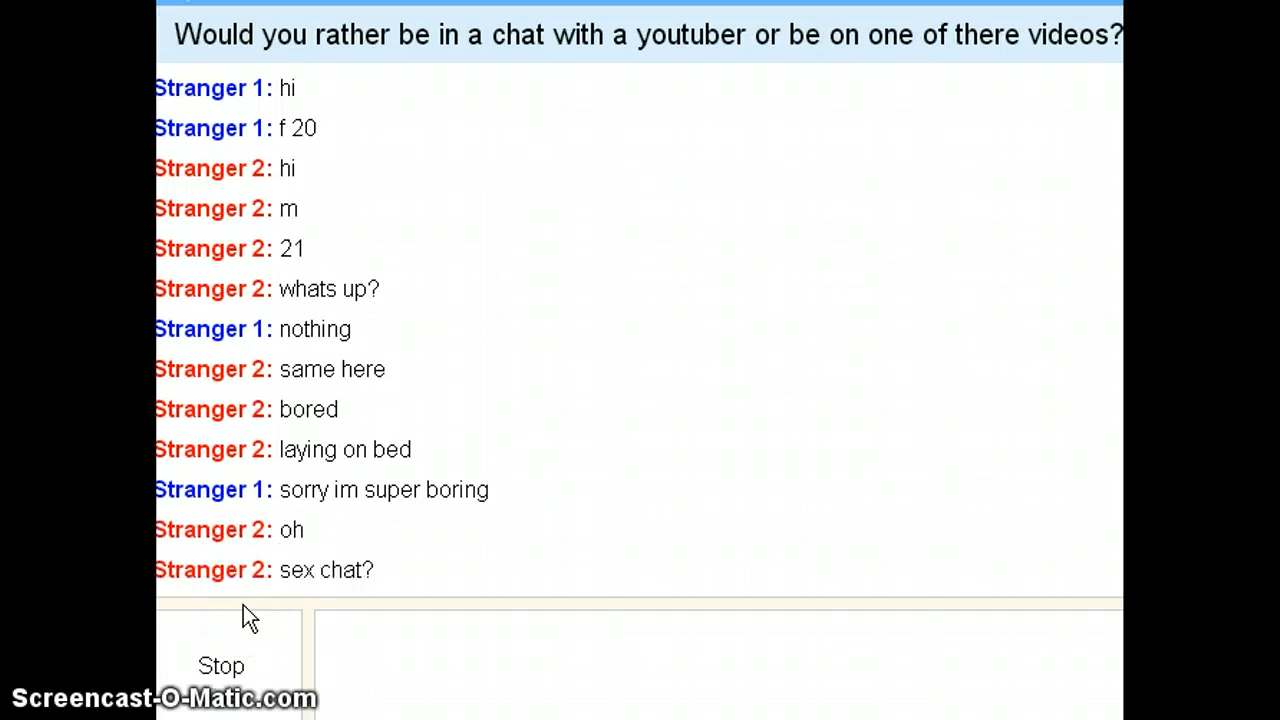 Would you rather be in a chat with a youtuber or be on one of there videos?
Stranger 1: hi
Stranger 1: f 20
Stranger 2: hi
Stranger 2: m
Stranger 2: 21
Stranger 2: whats up?
Stranger 1: nothing
Stranger 2: same here
Stranger 2: bored
Stranger 2: laying on bed
Stranger 1: sorry im super boring
Stranger 2: oh
Stranger 2: sex chat?
Stop
Screencast-O-Matic.com